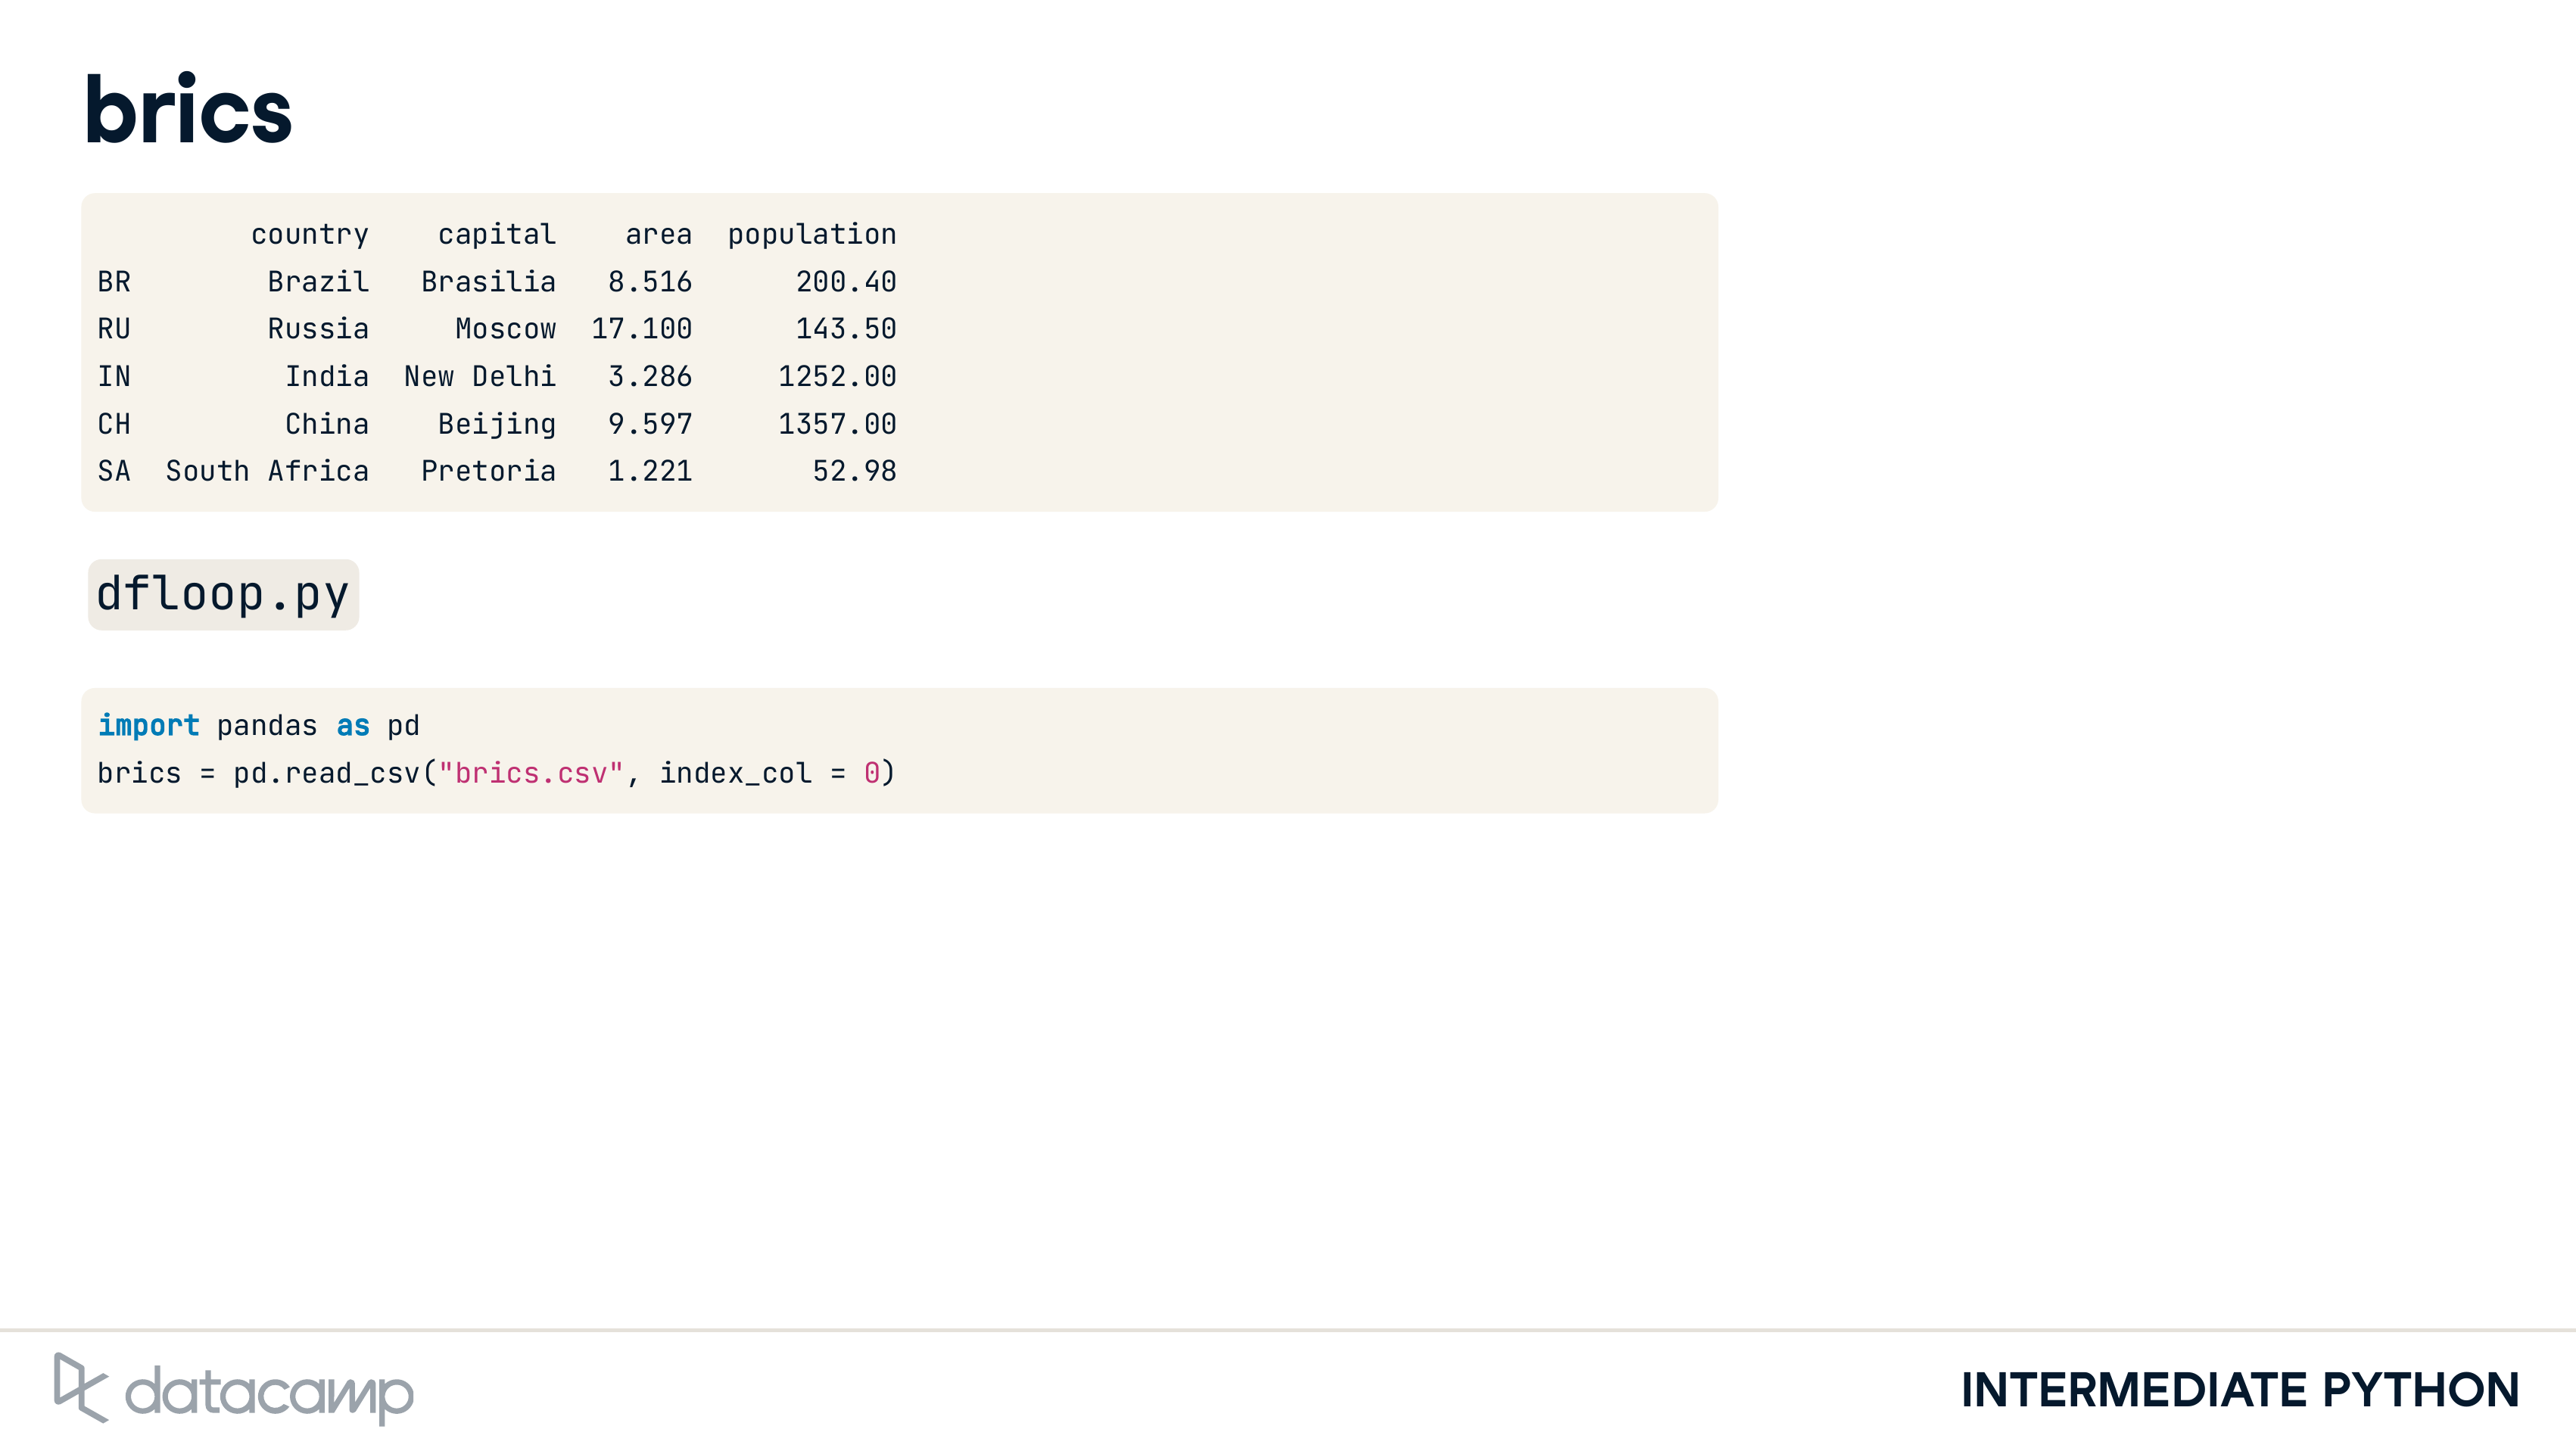 brics
country capital area population
BR Brazil Brasilia 8.516 200.40
RU Russia Moscow 17.100 143.50
IN India New Delhi 3.286 1252.00
CH China Beijing 9.597 1357.00
SA South Africa Pretoria 1.221 52.98
dfloop.py
import pandas as pd
brics = pd.read_csv("brics.csv", index_col = 0)
datacamp
INTERMEDIATE PYTHON